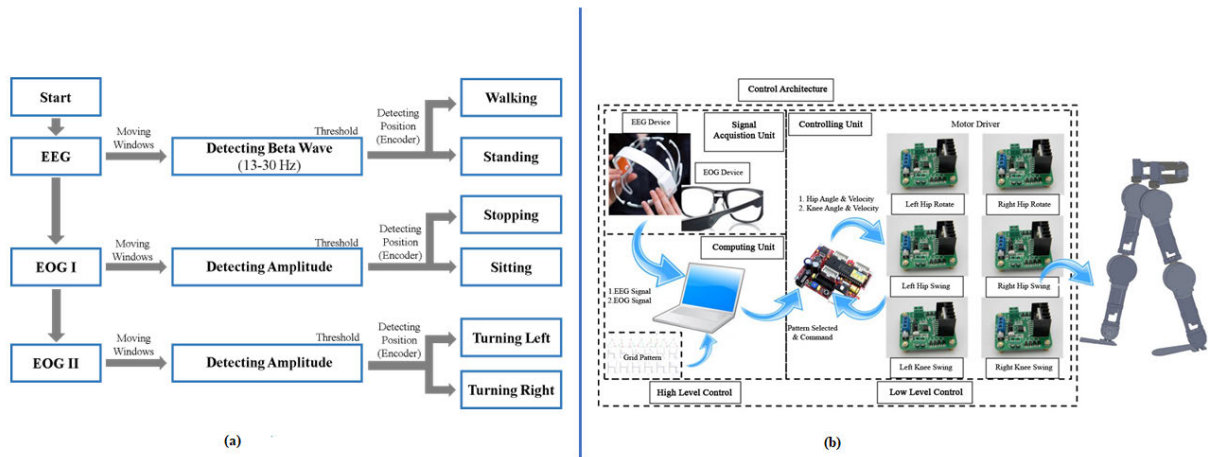 Start
EEG
Moving
Windows
Threshold
Detecting Beta Wave
(13-30 Hz)
Detecting
Position
(Encoder)
Walking
Standing
EOG I
Moving
Windows
Threshold
Detecting Amplitude
Detecting
Position
(Encoder)
Stopping
Sitting
EOG II
Moving
Windows
Threshold
Detecting Amplitude
Detecting
Position
(Encoder)
Turning Left
Turning Right
(a)
Control Architecture
EEG Device
Signal
Acqustion Unit
EOG Device
Computing Unit
1.EEG Signal
2.EOG Signal
Grid Pattern
High Level Control
Controlling Unit
Motor Driver
1. Hip Angle & Velocity
2. Knee Angle & Velocity
Pattern Selected
& Command
Left Hip Rotate
Right Hip Rotate
Left Hip Swing
Right Hip Swing
Left Knee Swing
Right Knee Swing
Low Level Control
(b)